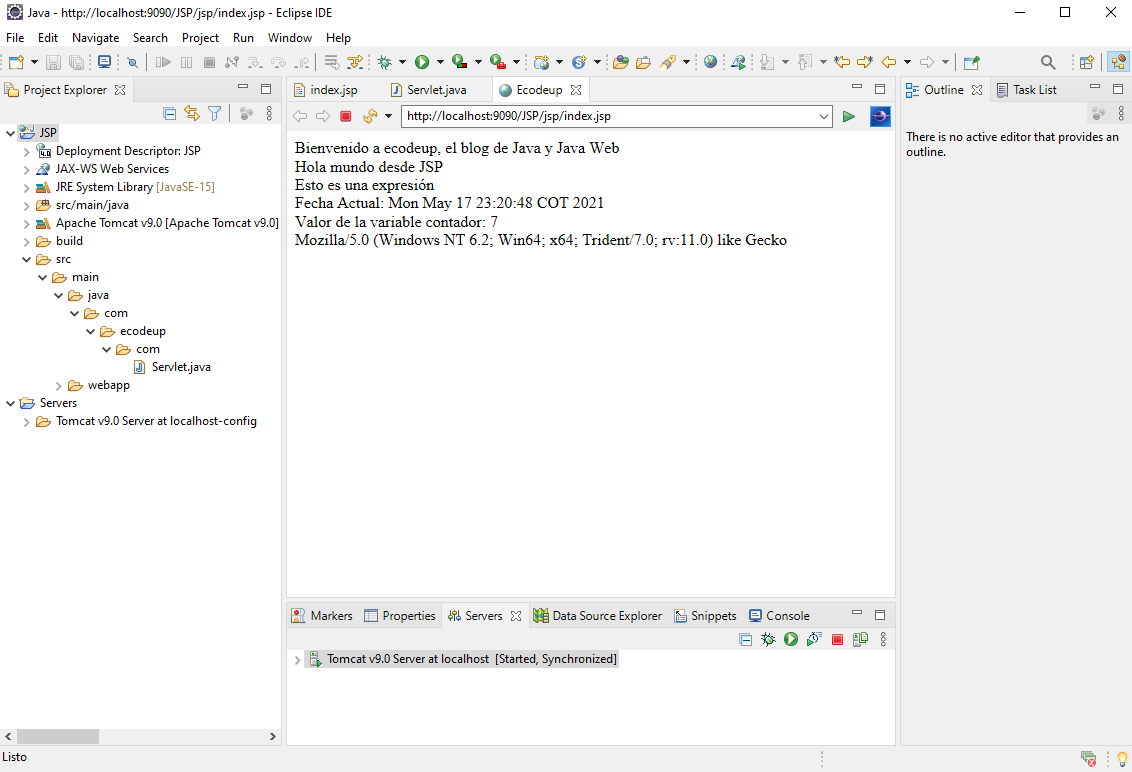 Java - http://localhost:9090/JSP/jsp/index.jsp - Eclipse IDE
File Edit Navigate Search Project Run Window Help
Project Explorer
JSP
Deployment Descriptor: JSP
JAX-WS Web Services
JRE System Library [JavaSE-15]
src/main/java
Apache Tomcat v9.0 [Apache Tomcat v9.0]
build
src
main
java
com
ecodeup
com
Servlet.java
webapp
Servers
Tomcat v9.0 Server at localhost-config
index.jsp Servlet.java Ecodeup
http://localhost:9090/JSP/jsp/index.jsp
Bienvenido a ecodeup, el blog de Java y Java Web
Hola mundo desde JSP
Esto es una expresión
Fecha Actual: Mon May 17 23:20:48 COT 2021
Valor de la variable contador: 7
Mozilla/5.0 (Windows NT 6.2; Win64; x64; Trident/7.0; rv:11.0) like Gecko
Outline Task List
There is no active editor that provides an
outline.
Markers Properties Servers Data Source Explorer Snippets Console
Tomcat v9.0 Server at localhost [Started, Synchronized]
Listo